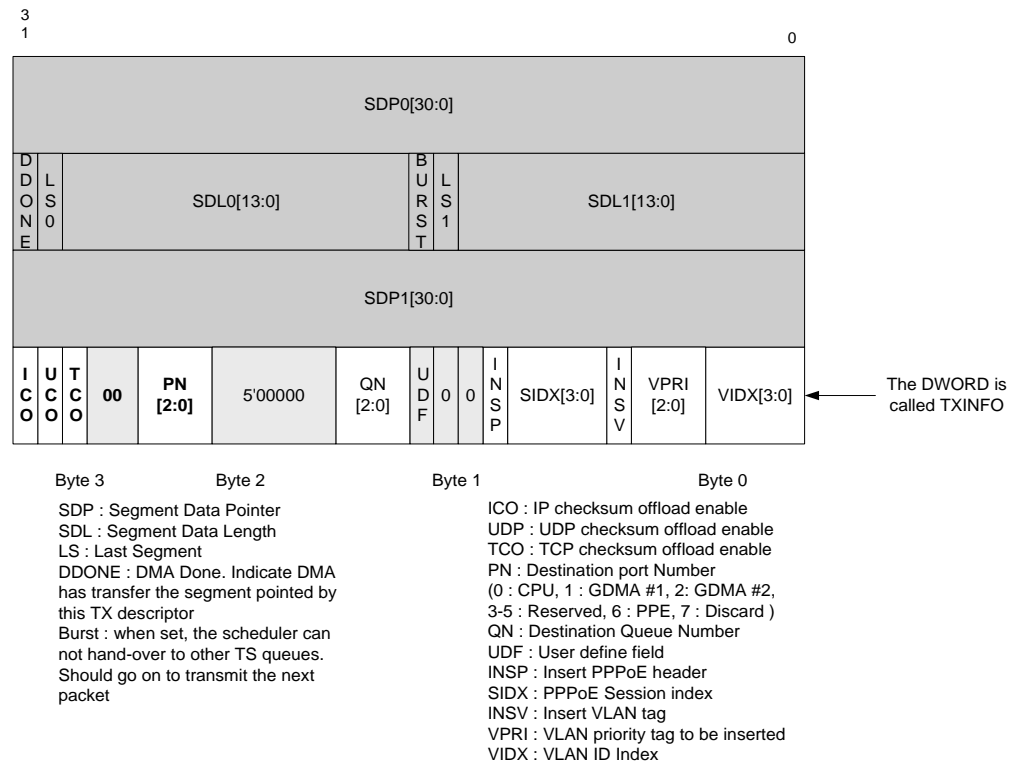 3
1
0
SDP0[30:0]
D
D
O
N
E
L
S
0
SDL0[13:0]
B
U
R
S
T
L
S
1
SDL1[13:0]
SDP1[30:0]
I
C
O
U
C
O
T
C
O
00
PN
[2:0]
5'00000
QN
[2:0]
U
D
F
0
0
I
N
S
P
SIDX[3:0]
I
N
S
V
VPRI
[2:0]
VIDX[3:0]
The DWORD is
called TXINFO
Byte 3
Byte 2
Byte 1
Byte 0
SDP : Segment Data Pointer
SDL : Segment Data Length
LS : Last Segment
DDONE : DMA Done. Indicate DMA
has transfer the segment pointed by
this TX descriptor
Burst : when set, the scheduler can
not hand-over to other TS queues.
Should go on to transmit the next
packet
ICO : IP checksum offload enable
UDP : UDP checksum offload enable
TCO : TCP checksum offload enable
PN : Destination port Number
(0 : CPU, 1 : GDMA #1, 2: GDMA #2,
3-5 : Reserved, 6 : PPE, 7 : Discard )
QN : Destination Queue Number
UDF : User define field
INSP : Insert PPPoE header
SIDX : PPPoE Session index
INSV : Insert VLAN tag
VPRI : VLAN priority tag to be inserted
VIDX : VLAN ID Index